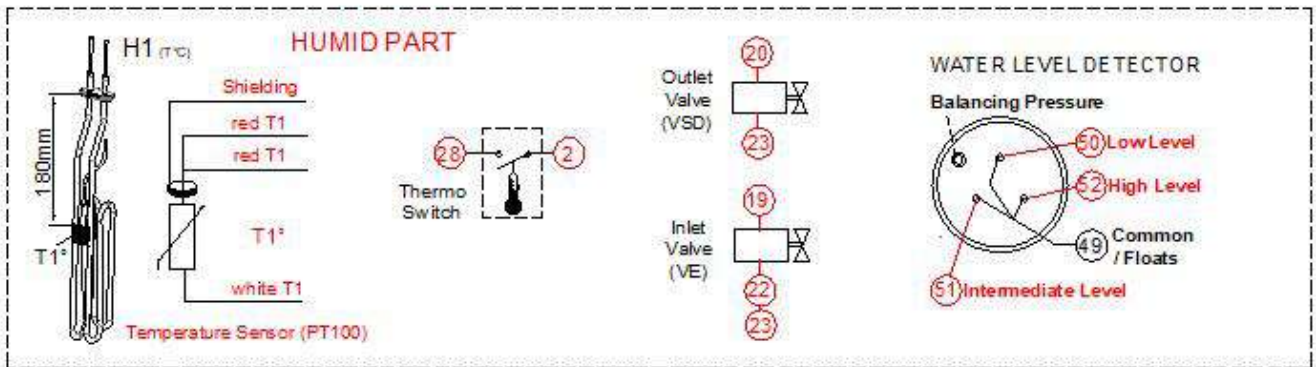 H1 (T°C)
HUMID PART
Shielding
red T1
red T1
180mm
T1°
T1°
white T1
Temperature Sensor (PT100)
28
2
Thermo
Switch
20
Outlet
Valve
(VSD)
23
19
Inlet
Valve
(VE)
22
23
WATER LEVEL DETECTOR
Balancing Pressure
50 Low Level
52 High Level
49 Common
/ Floats
51 Intermediate Level